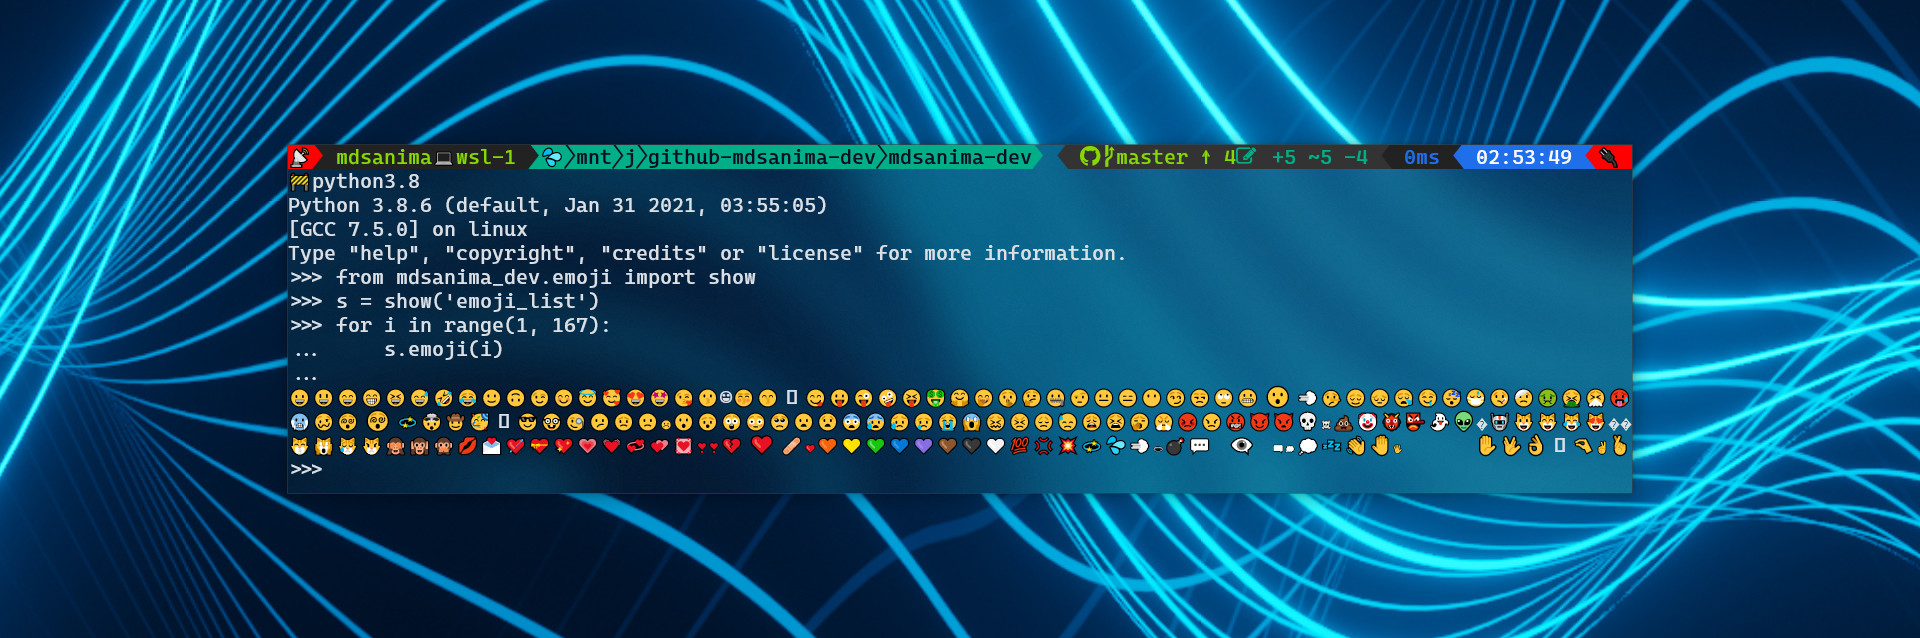 mdsanima💻wsl-1 mnt j github-mdsanima-dev mdsanima-dev master ↑ 4 +5 ~5 -4 0ms 02:53:49
🚧python3.8
Python 3.8.6 (default, Jan 31 2021, 03:55:05)
[GCC 7.5.0] on linux
Type "help", "copyright", "credits" or "license" for more information.
>>> from mdsanima_dev.emoji import show
>>> s = show('emoji_list')
>>> for i in range(1, 167):
...     s.emoji(i)
...
>>>